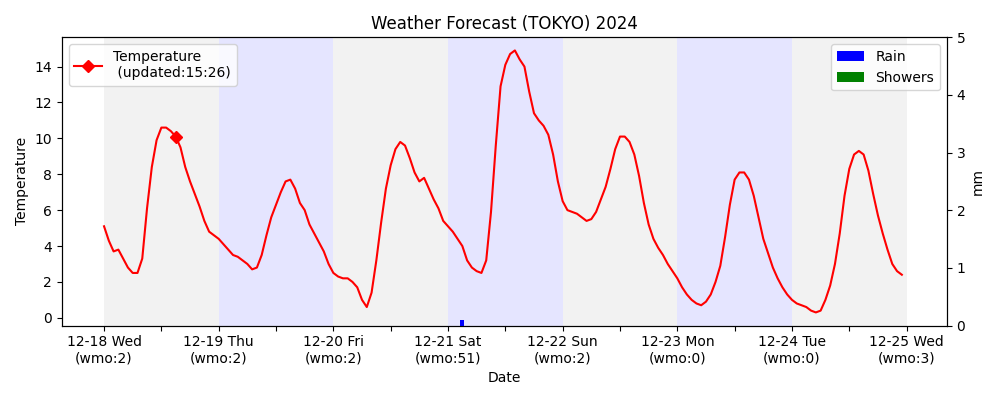 Weather Forecast (TOKYO) 2024
Temperature
(updated:15:26)
Rain
Showers
Temperature
14
12
10
8
6
4
2
0
5
4
3
2
1
0
mm
12-18 Wed
(wmo:2)
12-19 Thu
(wmo:2)
12-20 Fri
(wmo:2)
12-21 Sat
(wmo:51)
12-22 Sun
(wmo:2)
12-23 Mon
(wmo:0)
12-24 Tue
(wmo:0)
12-25 Wed
(wmo:3)
Date